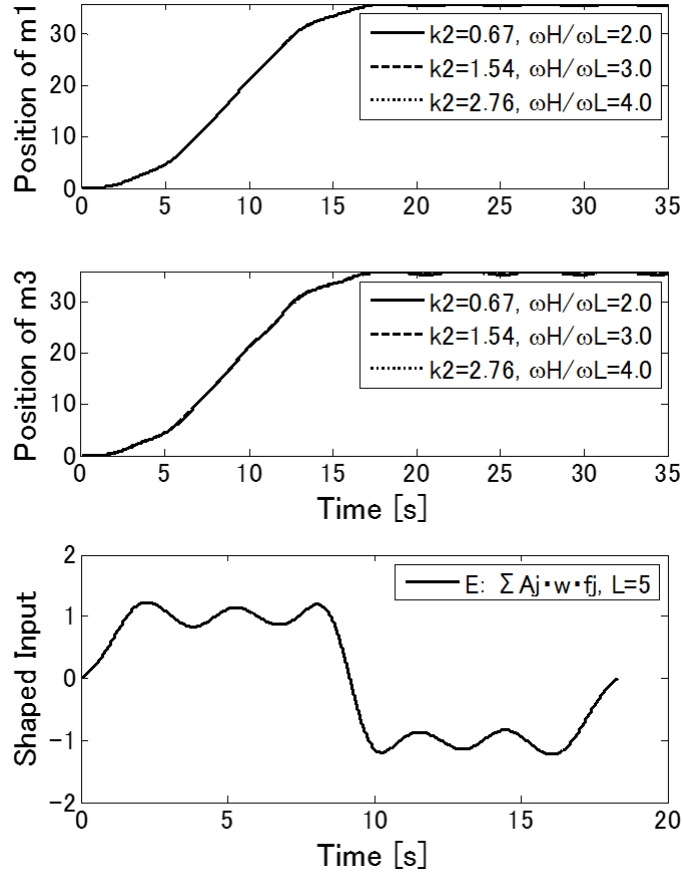 Position of m1
30
20
10
0
k2=0.67, ωH/ωL=2.0
k2=1.54, ωH/ωL=3.0
k2=2.76, ωH/ωL=4.0
0 5 10 15 20 25 30 35
Position of m3
30
20
10
0
k2=0.67, ωH/ωL=2.0
k2=1.54, ωH/ωL=3.0
k2=2.76, ωH/ωL=4.0
0 5 10 15 20 25 30 35
Time [s]
Shaped Input
2
1
0
-1
-2
E: ΣAj・w・fj, L=5
0 5 10 15 20
Time [s]